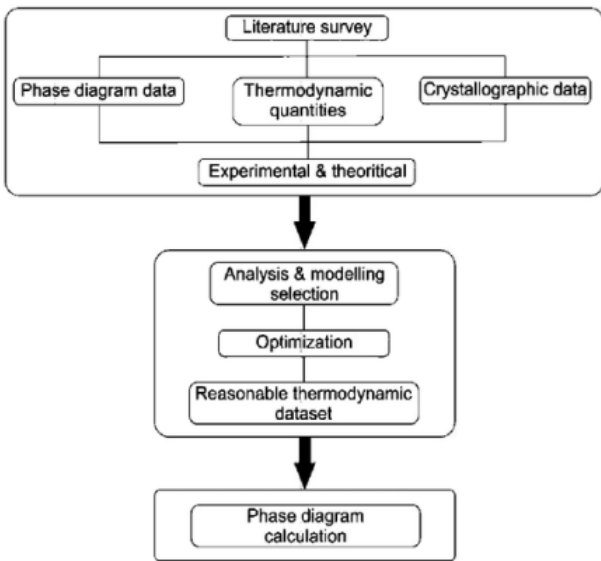 Literature survey
Phase diagram data
Thermodynamic
quantities
Crystallographic data
Experimental & theoritical
Analysis & modelling
selection
Optimization
Reasonable thermodynamic
dataset
Phase diagram
calculation